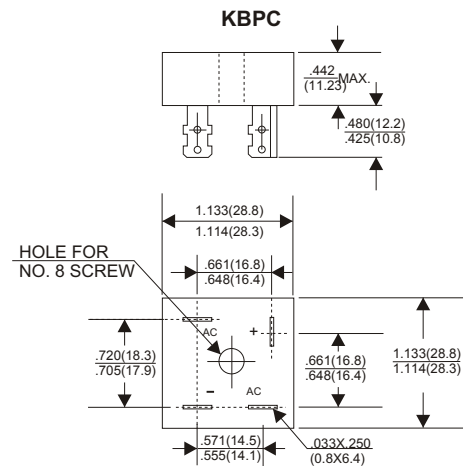 KBPC
.442
(11.23)
MAX.
.480(12.2)
.425(10.8)
1.133(28.8)
1.114(28.3)
HOLE FOR
NO. 8 SCREW
.661(16.8)
.648(16.4)
AC
+
.720(18.3)
.705(17.9)
.661(16.8)
.648(16.4)
1.133(28.8)
1.114(28.3)
-
AC
.571(14.5)
.555(14.1)
.033X.250
(0.8X6.4)